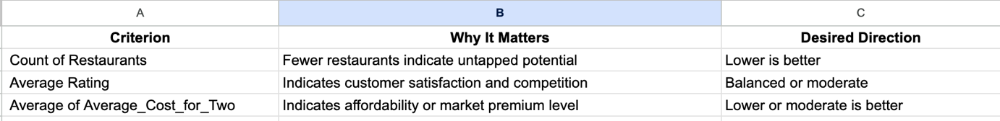 A B C
Criterion Why It Matters Desired Direction
Count of Restaurants Fewer restaurants indicate untapped potential Lower is better
Average Rating Indicates customer satisfaction and competition Balanced or moderate
Average of Average_Cost_for_Two Indicates affordability or market premium level Lower or moderate is better